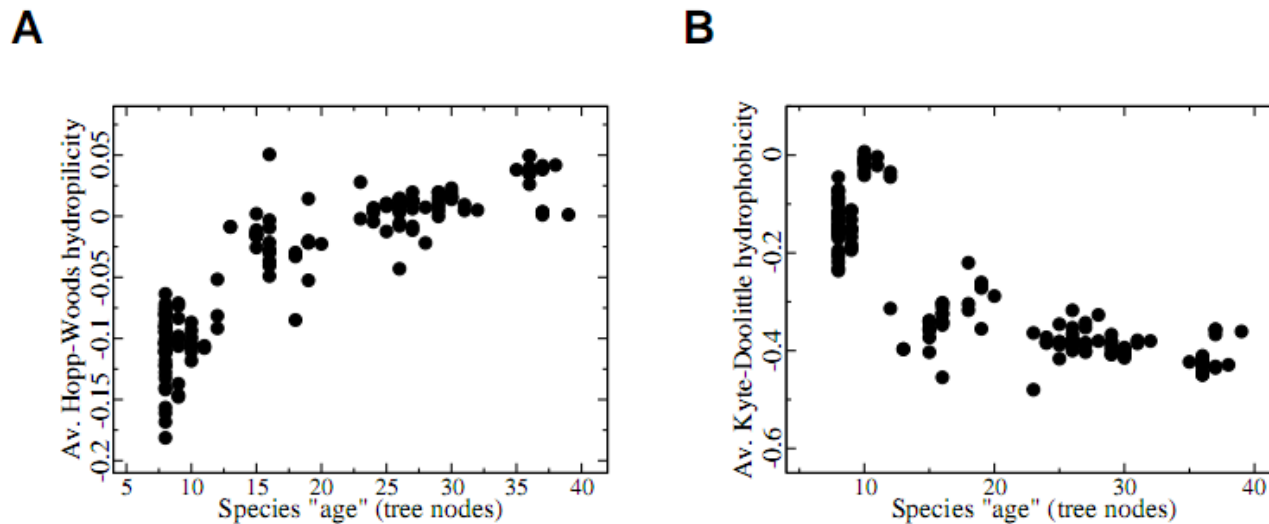 A
B
Av. Hopp-Woods hydropilicity
0.05
0
-0.05
-0.1
-0.15
-0.2
5 10 15 20 25 30 35 40
Species "age" (tree nodes)
Av. Kyte-Doolittle hydrophobicity
0
-0.2
-0.4
-0.6
10 20 30 40
Species "age" (tree nodes)